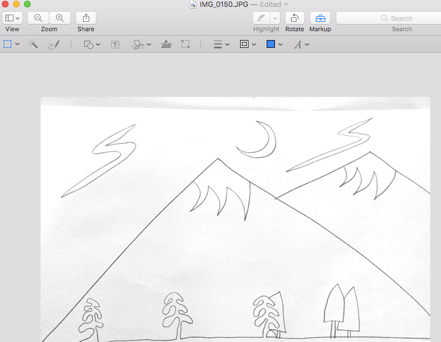 IMG_0150.JPG — Edited
View
Zoom
Share
Highlight
Rotate
Markup
Search
Search
T
A